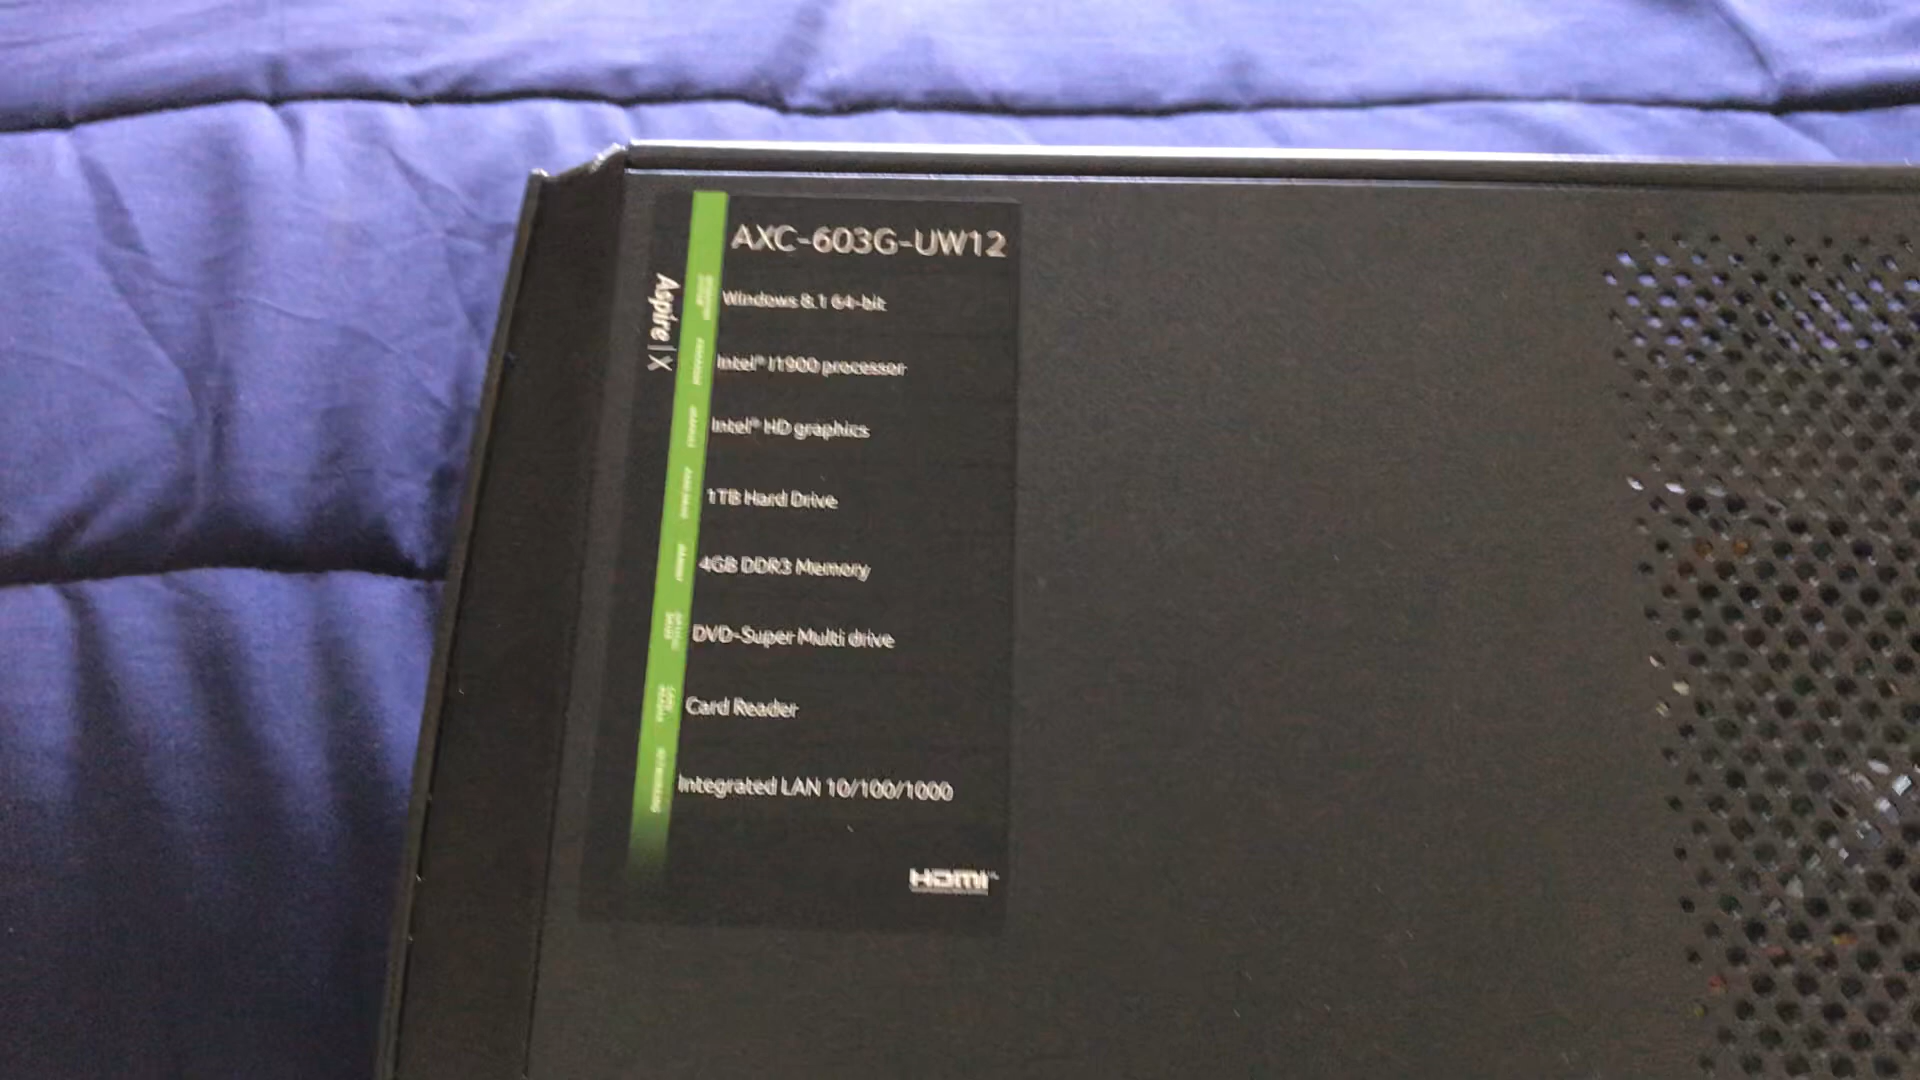 AXC-603G-UW12
Aspire | X
Windows 8.1 64-bit
Intel® J1900 processor
Intel® HD graphics
1TB Hard Drive
4GB DDR3 Memory
DVD-Super Multi drive
Card Reader
Integrated LAN 10/100/1000
HDMI™